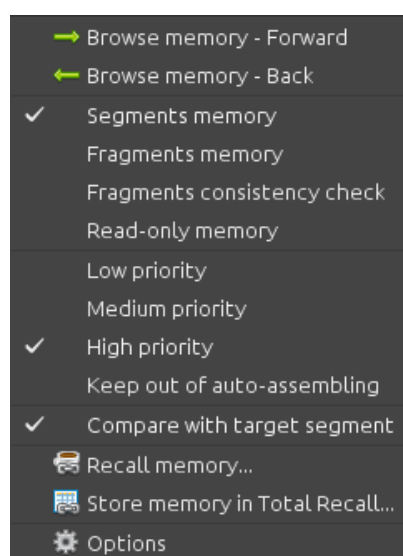 Browse memory - Forward
Browse memory - Back
Segments memory
Fragments memory
Fragments consistency check
Read-only memory
Low priority
Medium priority
High priority
Keep out of auto-assembling
Compare with target segment
Recall memory...
Store memory in Total Recall...
Options